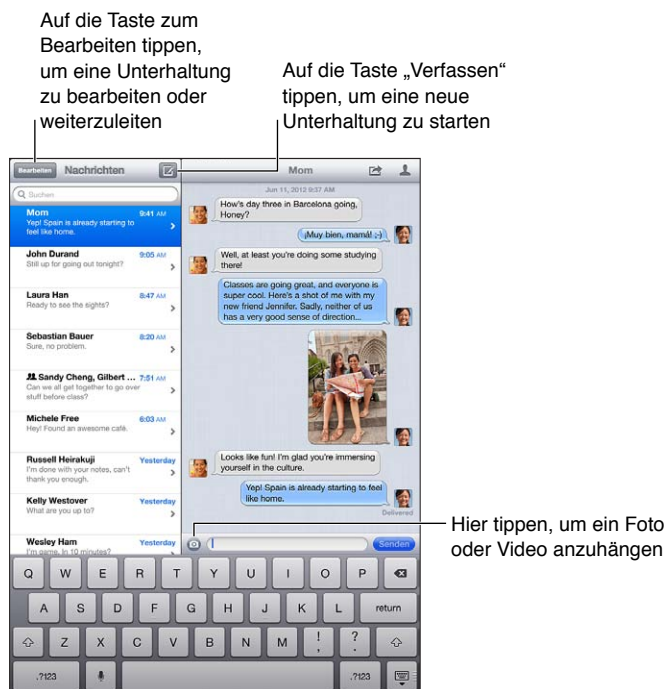 Auf die Taste zum
Bearbeiten tippen,
um eine Unterhaltung
zu bearbeiten oder
weiterzuleiten
Auf die Taste „Verfassen“
tippen, um eine neue
Unterhaltung zu starten
Bearbeiten
Nachrichten
Mom
Suchen
Mom
9:41 AM
Yep! Spain is already starting to
feel like home.
John Durand
9:05 AM
Still up for going out tonight?
Laura Han
8:47 AM
Ready to see the sights?
Sebastian Bauer
8:20 AM
Sure, no problem.
Sandy Cheng, Gilbert ...
7:51 AM
Can we all get together to go over
stuff before class?
Michele Free
6:03 AM
Hey! Found an awesome café.
Russell Heirakuji
Yesterday
I'm done with your notes, can't
thank you enough.
Kelly Westover
Yesterday
What are you up to?
Wesley Ham
Yesterday
I'm game. In 10 minutes?
Jun 11, 2012 9:37 AM
How's day three in Barcelona going,
Honey?
¡Muy bien, mamá! ;-)
Well, at least you're doing some studying
there!
Classes are going great, and everyone is
super cool. Here's a shot of me with my
new friend Jennifer. Sadly, neither of us
has a very good sense of direction...
Looks like fun! I'm glad you're immersing
yourself in the culture.
Yep! Spain is already starting to feel
like home.
Delivered
Senden
Hier tippen, um ein Foto
oder Video anzuhängen
Q W E R T Y U I O P
A S D F G H J K L return
Z X C V B N M ! , ? .
.?123 .?123